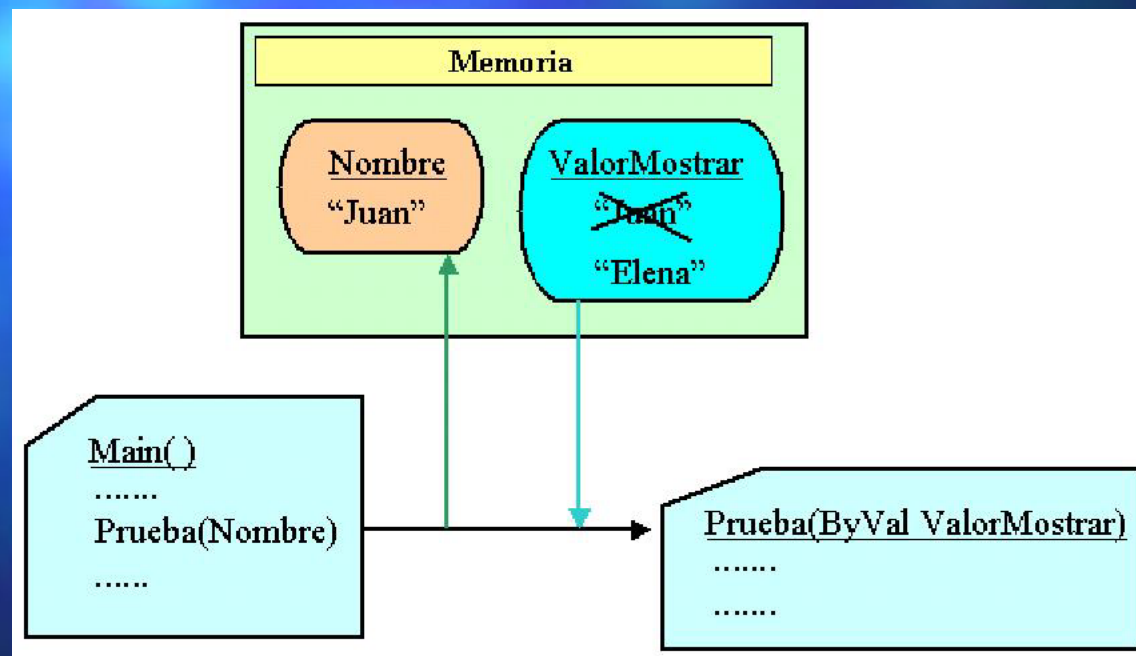 Memoria
Nombre
“Juan”
ValorMostrar
“Juan”
“Elena”
Main( )
.......
Prueba(Nombre)
......
Prueba(ByVal ValorMostrar)
.......
.......